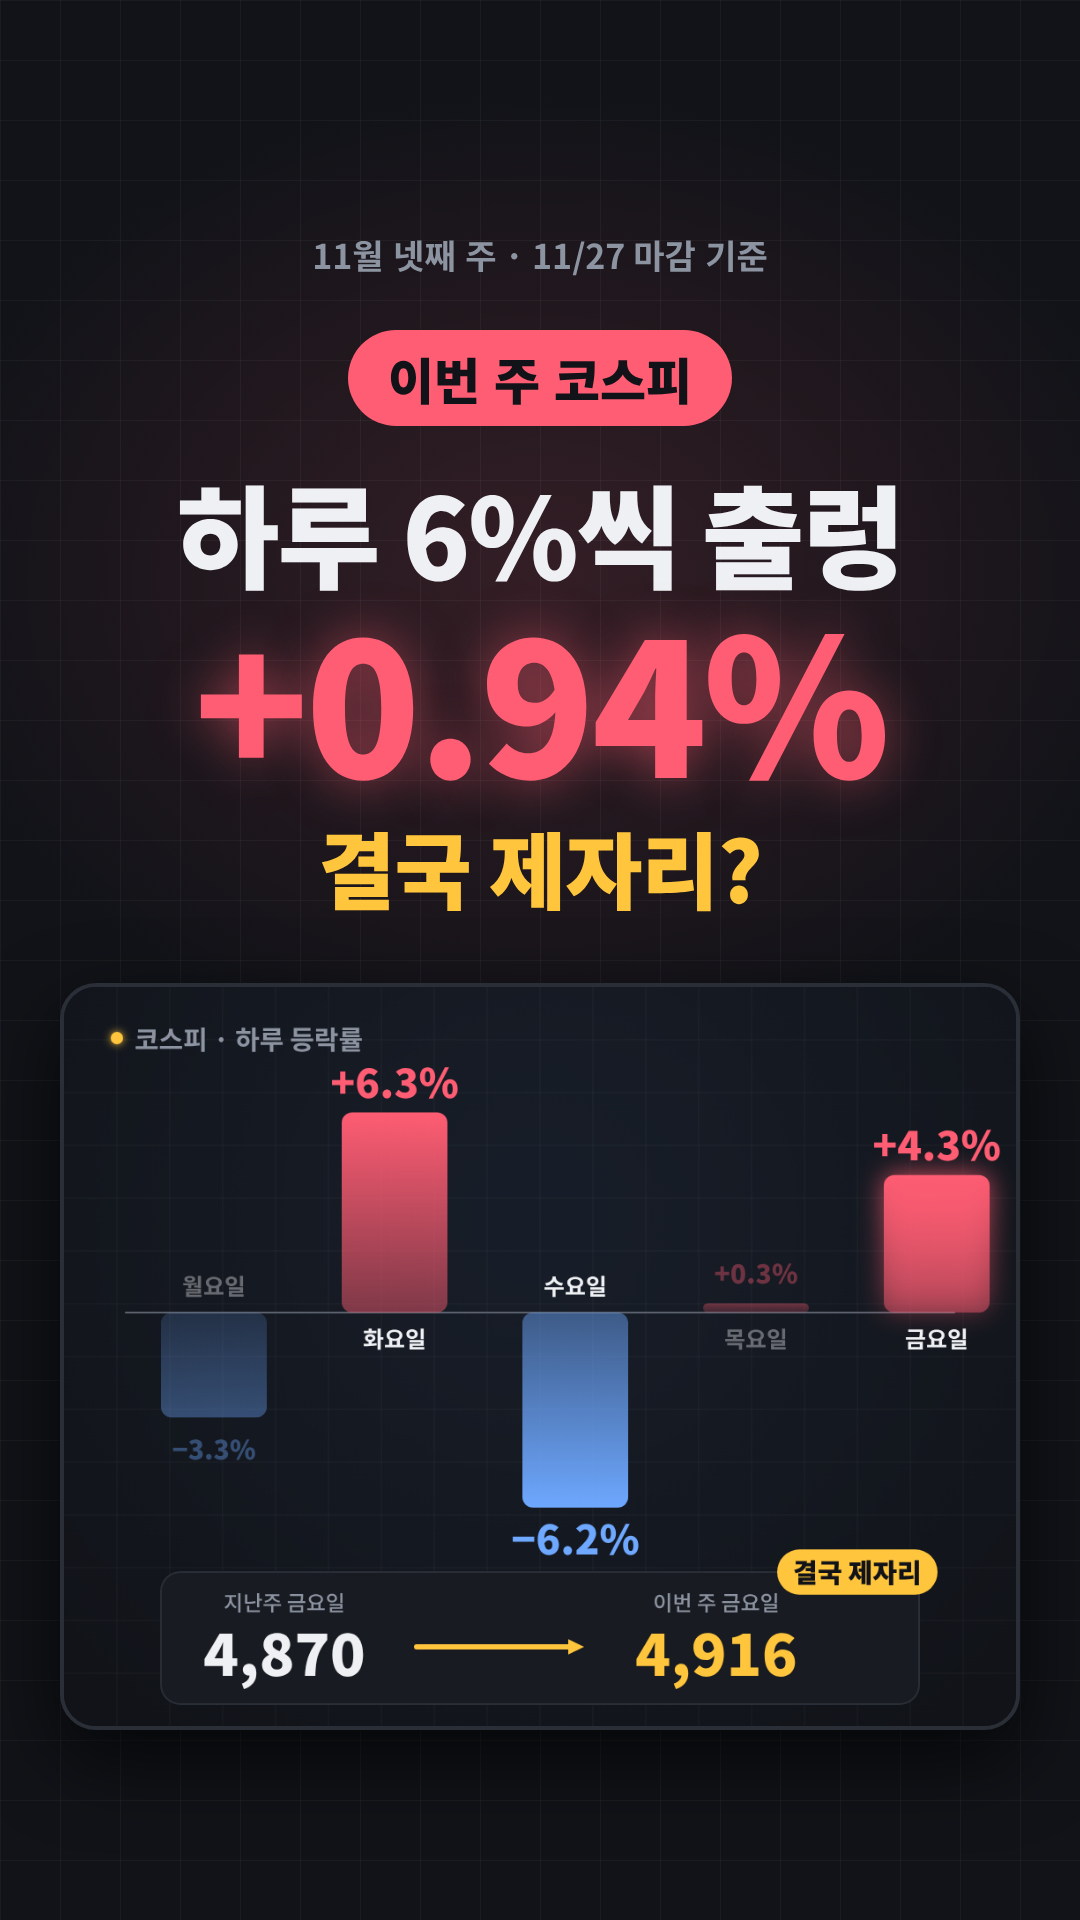 11월 넷째 주 · 11/27 마감 기준
이번 주 코스피
하루 6%씩 출렁
+0.94%
결국 제자리?
코스피 · 하루 등락률
+6.3%
+4.3%
+0.3%
월요일
수요일
화요일
목요일
금요일
−3.3%
−6.2%
결국 제자리
지난주 금요일
이번 주 금요일
4,870
4,916